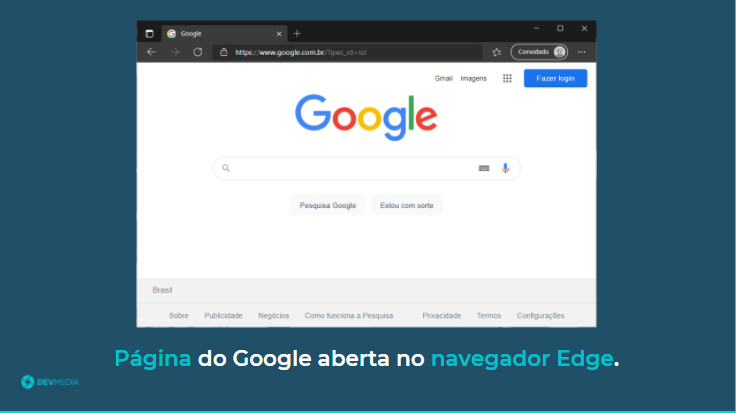 Google
https://www.google.com.br/?gws_rd=ssl
Convidado
Gmail Imagens
Fazer login
Google
Pesquisa Google
Estou com sorte
Brasil
Sobre Publicidade Negócios Como funciona a Pesquisa Privacidade Termos Configurações
Página do Google aberta no navegador Edge.
DEVMEDIA